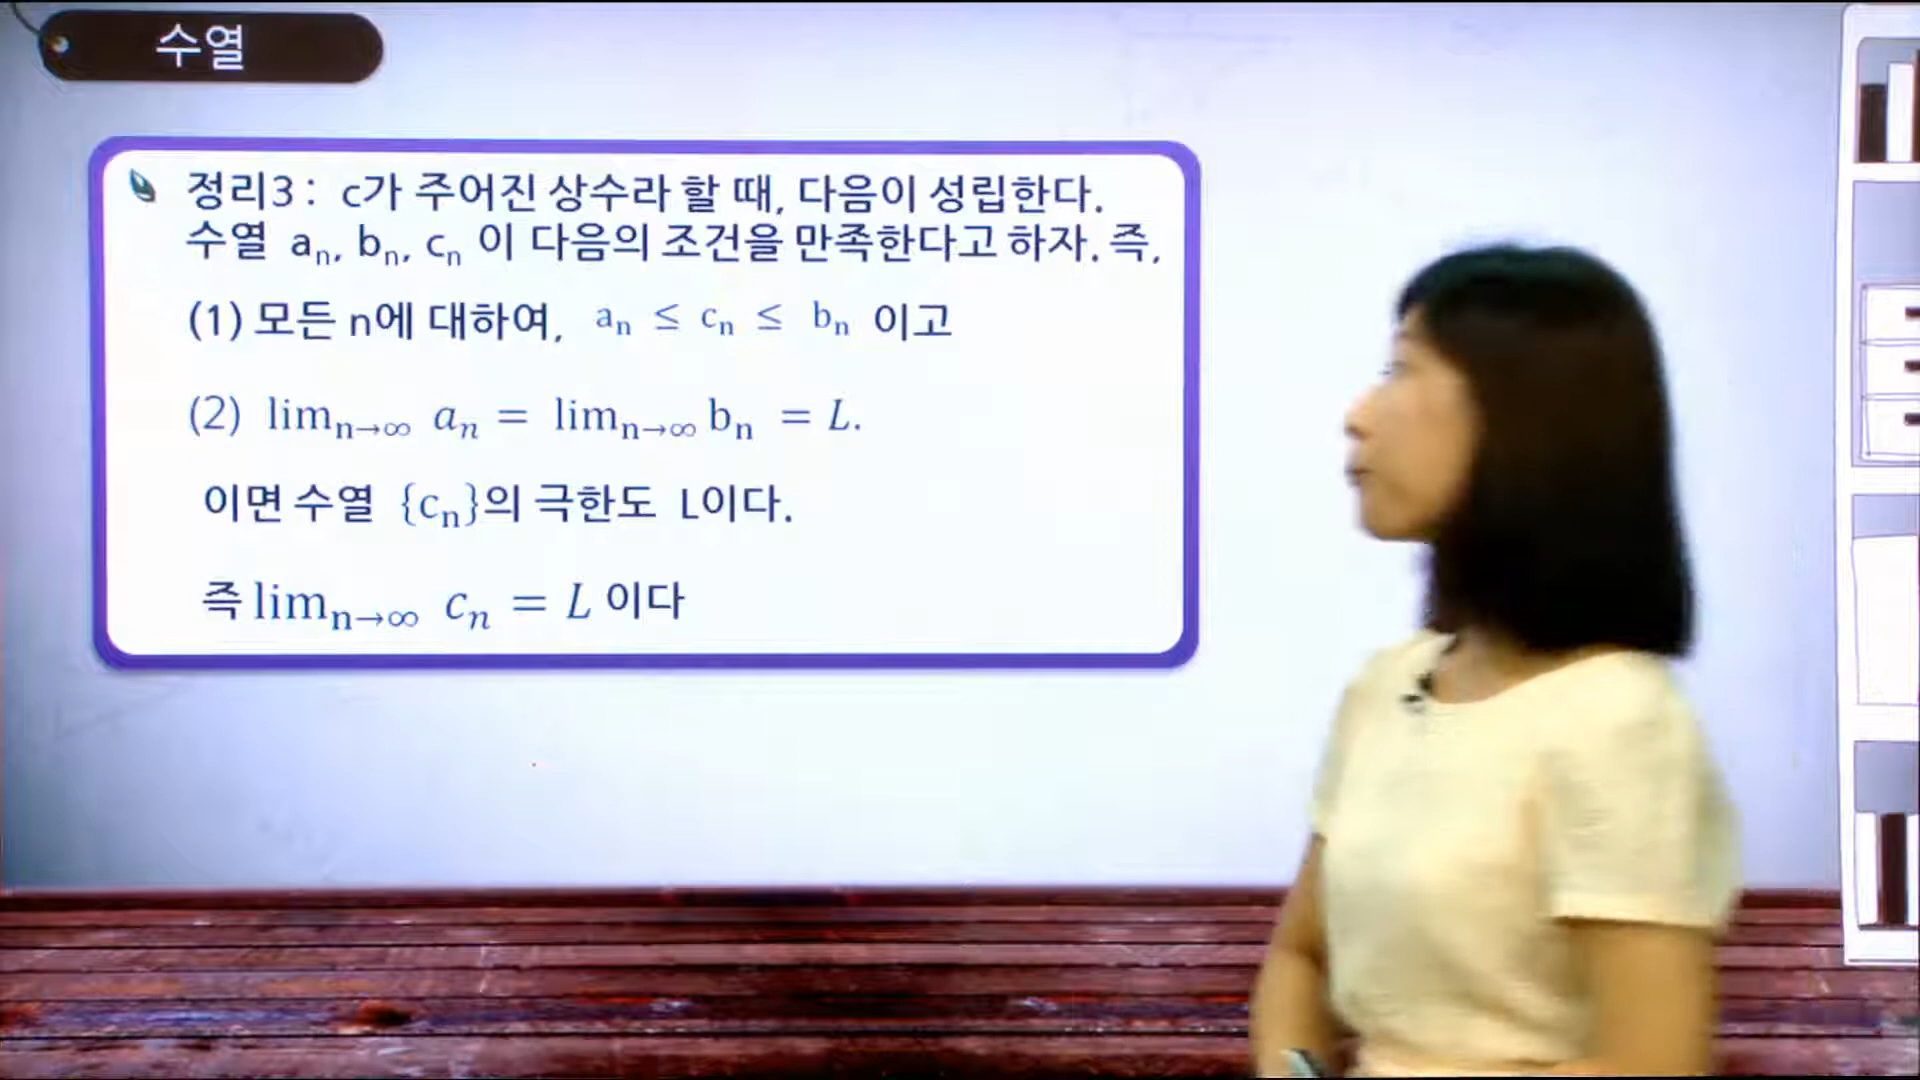 수열
정리3 : c가 주어진 상수라 할 때, 다음이 성립한다.
수열 aₙ, bₙ, cₙ 이 다음의 조건을 만족한다고 하자. 즉,
(1) 모든 n에 대하여, aₙ ≤ cₙ ≤ bₙ 이고
(2) limₙ→∞ aₙ = limₙ→∞ bₙ = L.
이면 수열 {cₙ}의 극한도 L이다.
즉 limₙ→∞ cₙ = L 이다